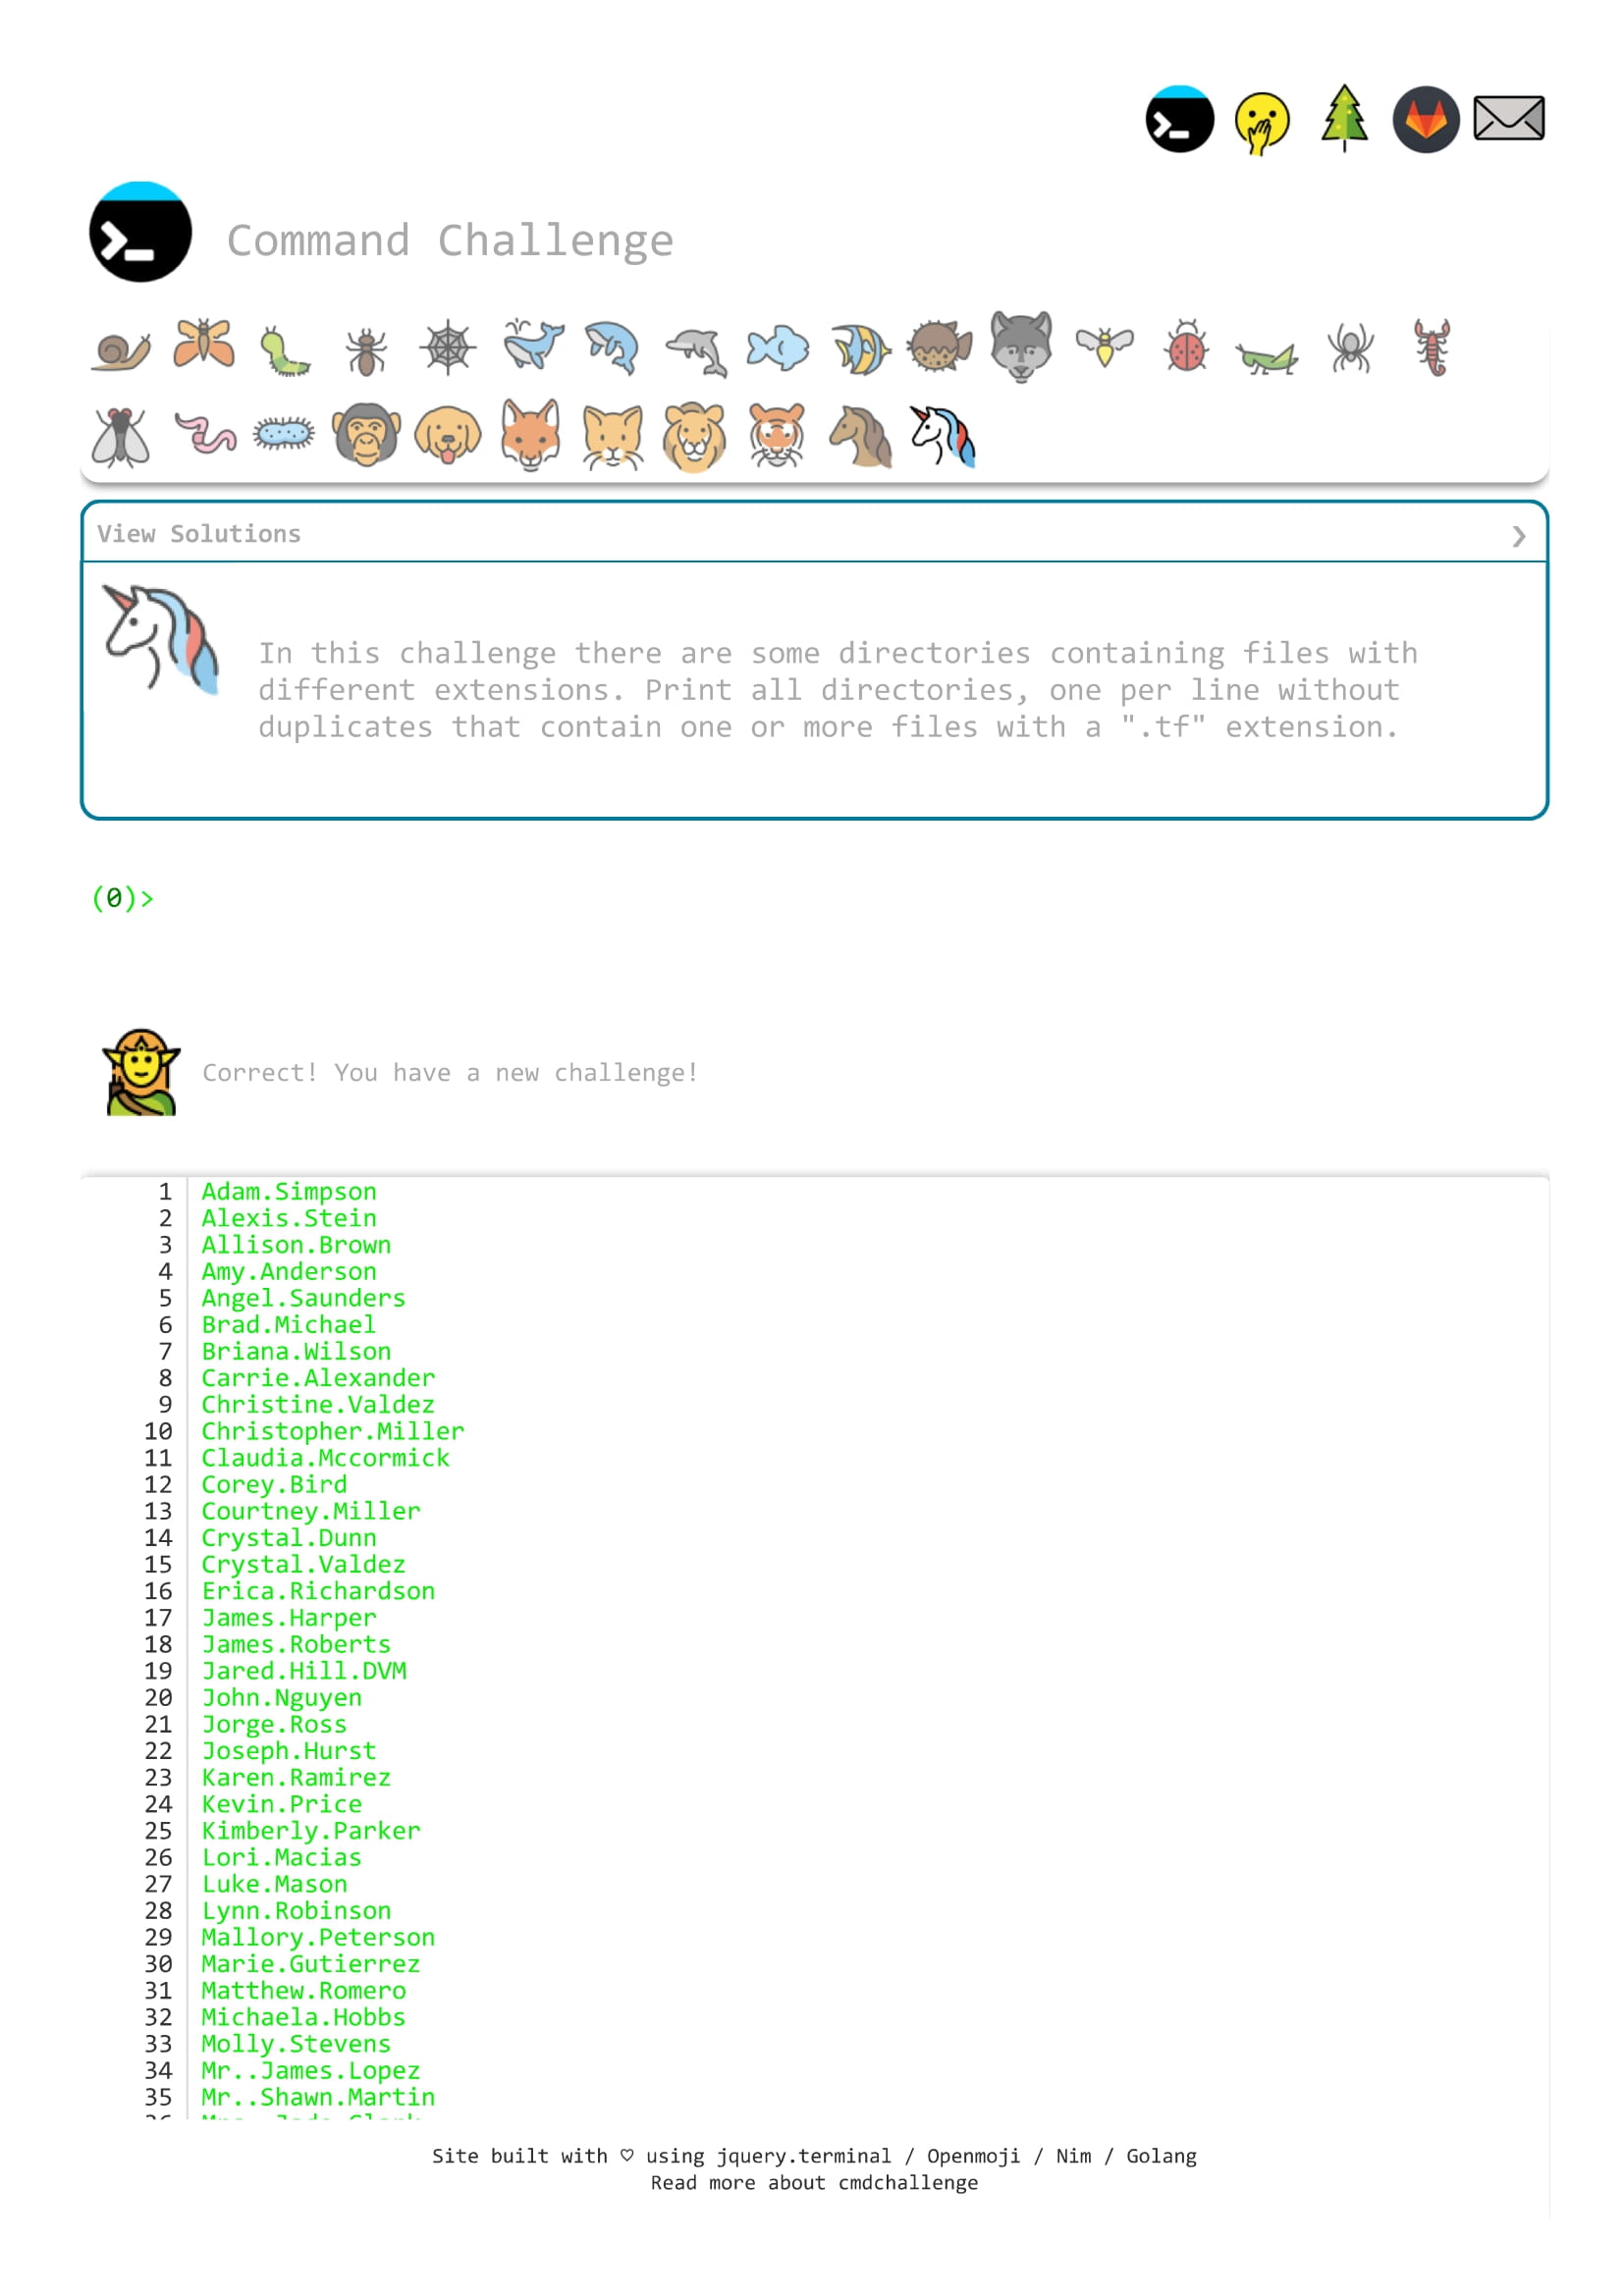 Command Challenge
View Solutions
In this challenge there are some directories containing files with
different extensions. Print all directories, one per line without
duplicates that contain one or more files with a ".tf" extension.
(0)>
Correct! You have a new challenge!
1 Adam.Simpson
2 Alexis.Stein
3 Allison.Brown
4 Amy.Anderson
5 Angel.Saunders
6 Brad.Michael
7 Briana.Wilson
8 Carrie.Alexander
9 Christine.Valdez
10 Christopher.Miller
11 Claudia.Mccormick
12 Corey.Bird
13 Courtney.Miller
14 Crystal.Dunn
15 Crystal.Valdez
16 Erica.Richardson
17 James.Harper
18 James.Roberts
19 Jared.Hill.DVM
20 John.Nguyen
21 Jorge.Ross
22 Joseph.Hurst
23 Karen.Ramirez
24 Kevin.Price
25 Kimberly.Parker
26 Lori.Macias
27 Luke.Mason
28 Lynn.Robinson
29 Mallory.Peterson
30 Marie.Gutierrez
31 Matthew.Romero
32 Michaela.Hobbs
33 Molly.Stevens
34 Mr..James.Lopez
35 Mr..Shawn.Martin
Site built with ♡ using jquery.terminal / Openmoji / Nim / Golang
Read more about cmdchallenge